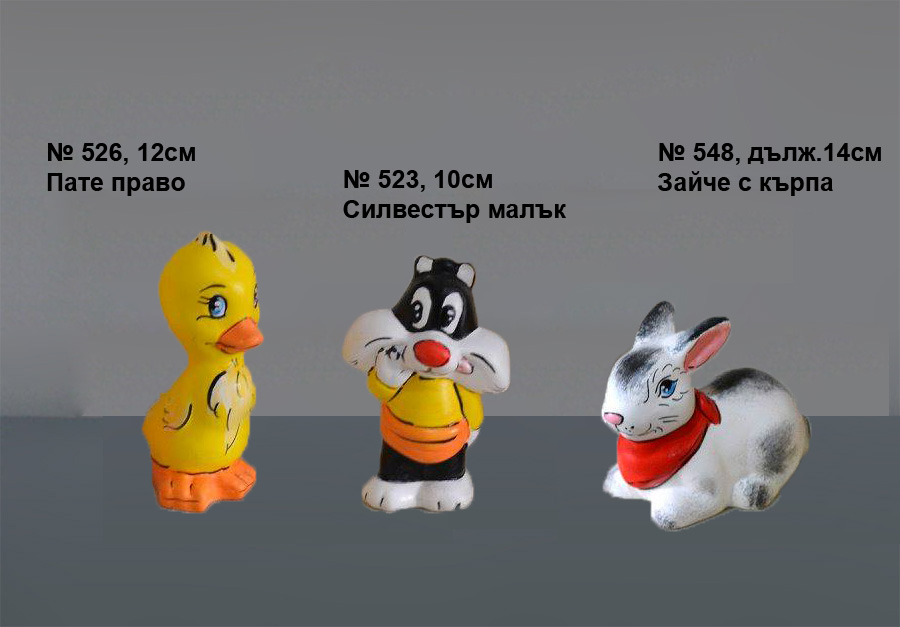 № 526, 12см
Пате право
№ 523, 10см
Силвестър малък
№ 548, дълж.14см
Зайче с кърпа